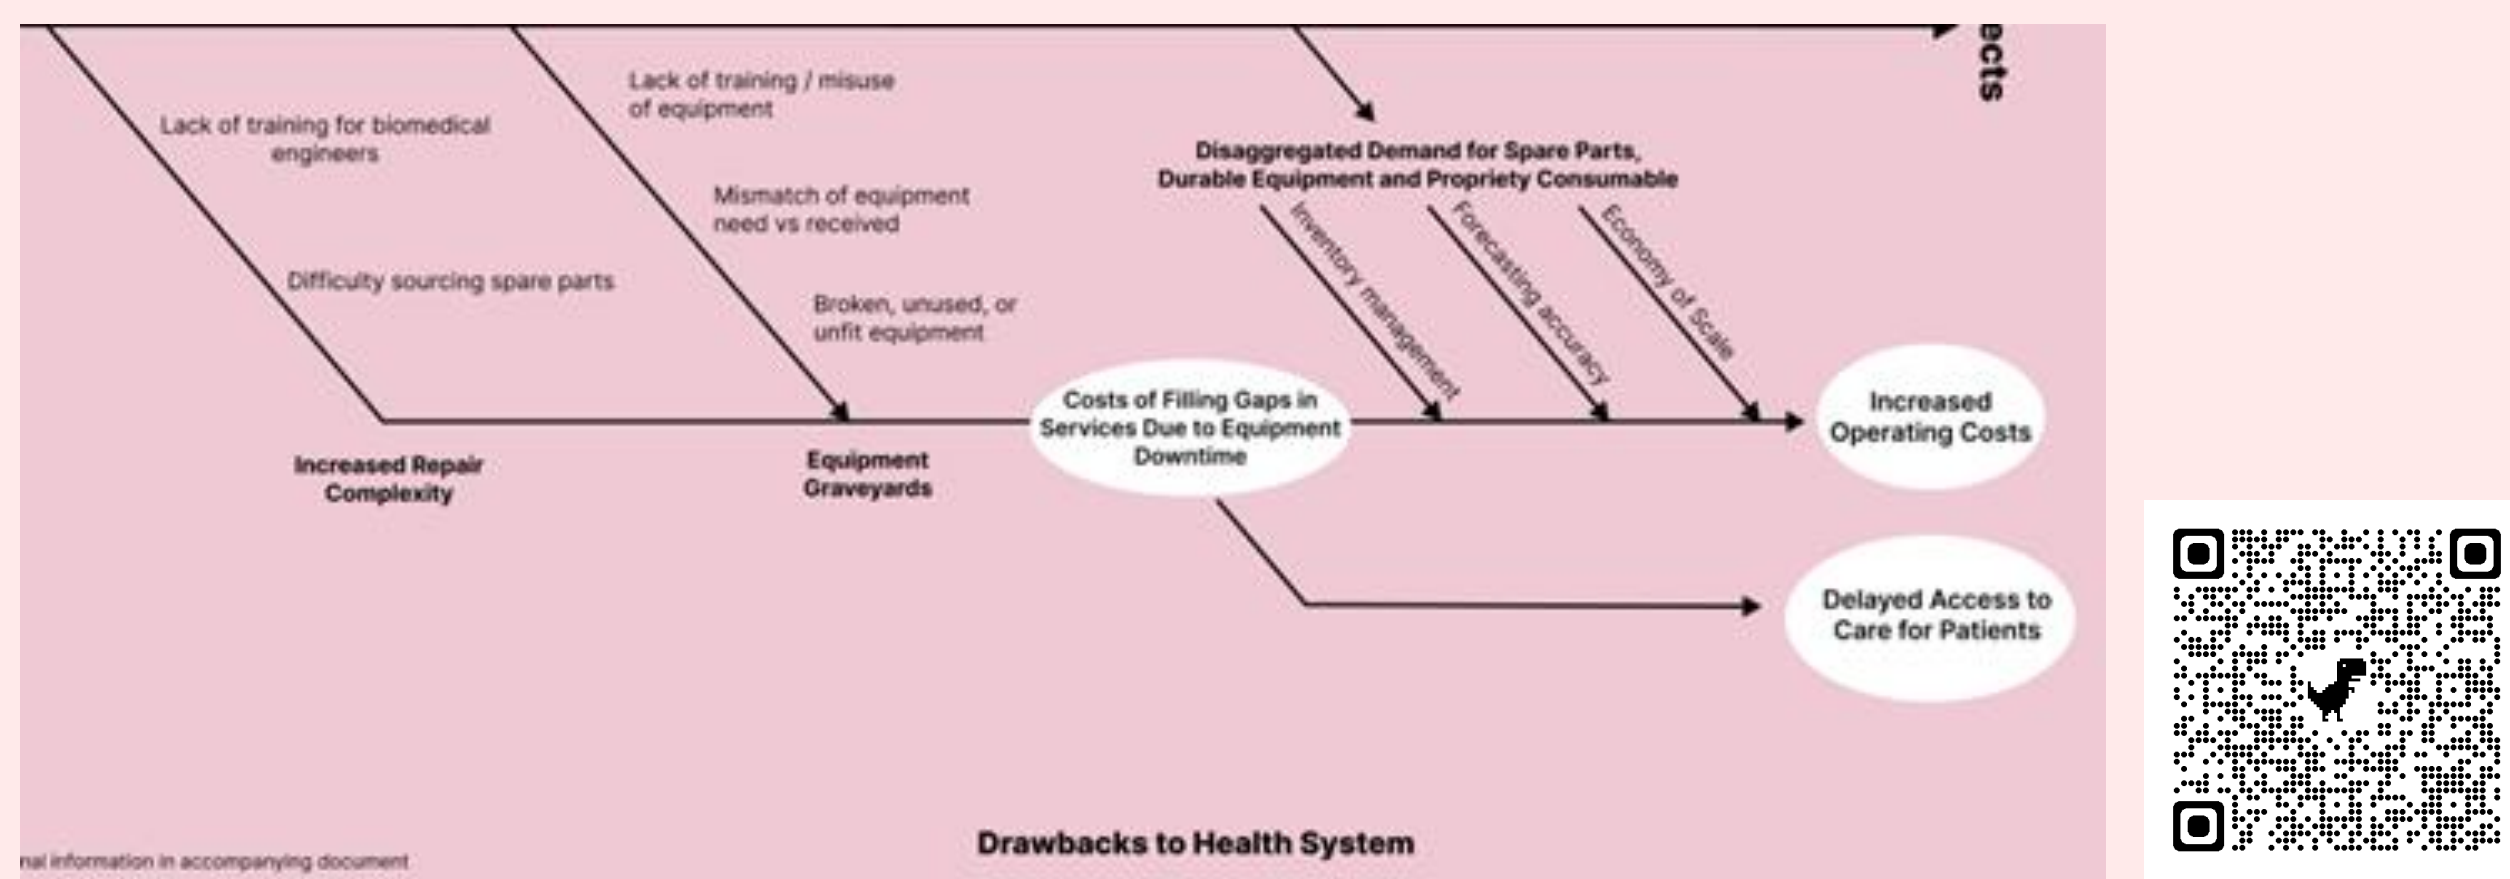 ects
Lack of training / misuse
of equipment
Lack of training for biomedical
engineers
Disaggregated Demand for Spare Parts,
Durable Equipment and Propriety Consumable
Mismatch of equipment
need vs received
Inventory management
Forecasting accuracy
Economy of Scale
Difficulty sourcing spare parts
Broken, unused, or
unfit equipment
Costs of Filling Gaps in
Services Due to Equipment
Downtime
Increased
Operating Costs
Increased Repair
Complexity
Equipment
Graveyards
Delayed Access to
Care for Patients
Drawbacks to Health System
nal information in accompanying document